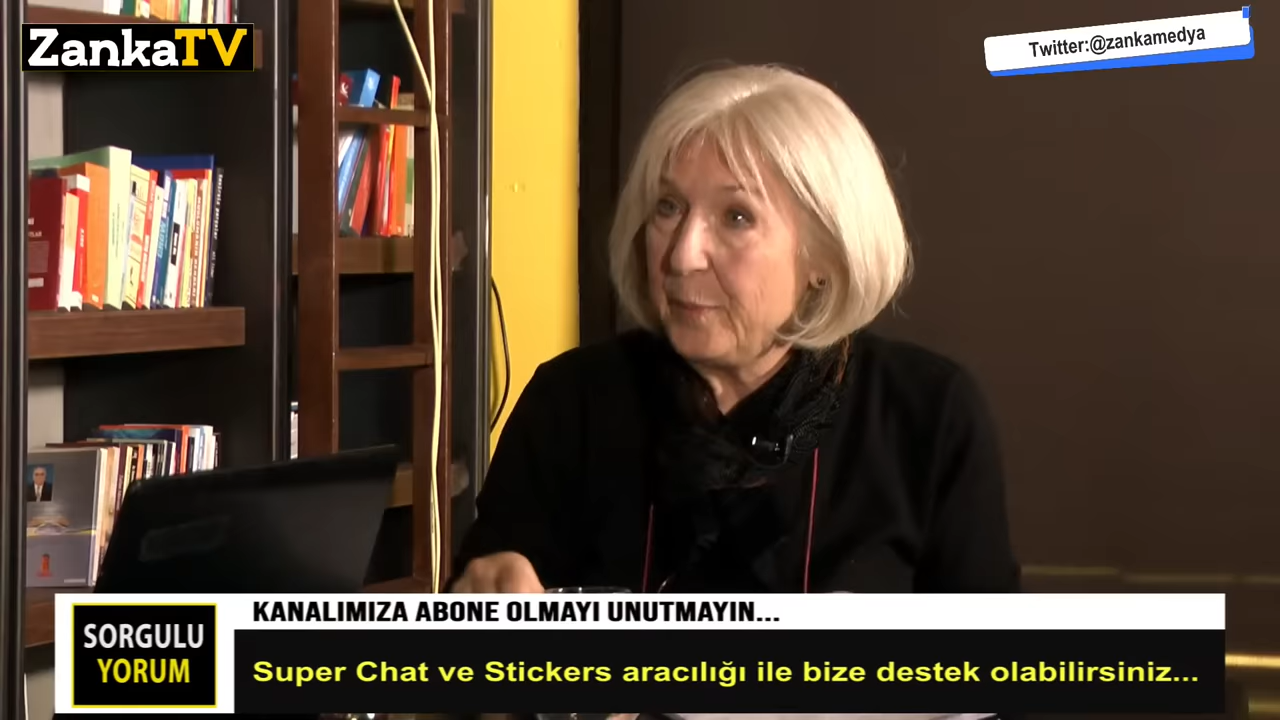 ZankaTV
Twitter:@zankamedya
KANALIMIZA ABONE OLMAYI UNUTMAYIN...
SORGULU
YORUM
Super Chat ve Stickers aracılığı ile bize destek olabilirsiniz...